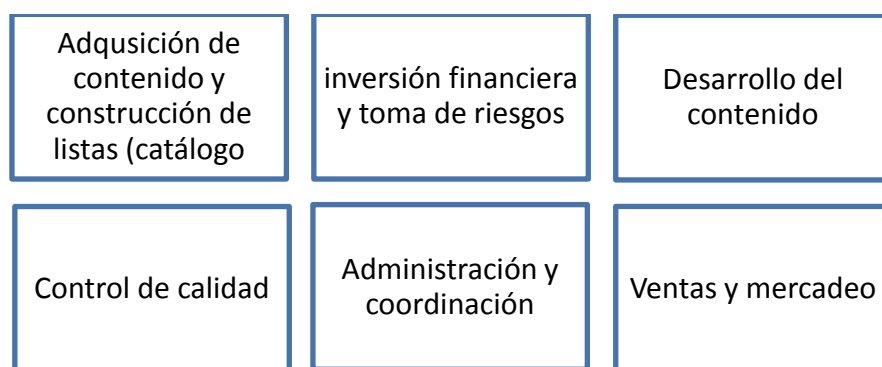 Adqusición de
contenido y
construcción de
listas (catálogo
inversión financiera
y toma de riesgos
Desarrollo del
contenido
Control de calidad
Administración y
coordinación
Ventas y mercadeo